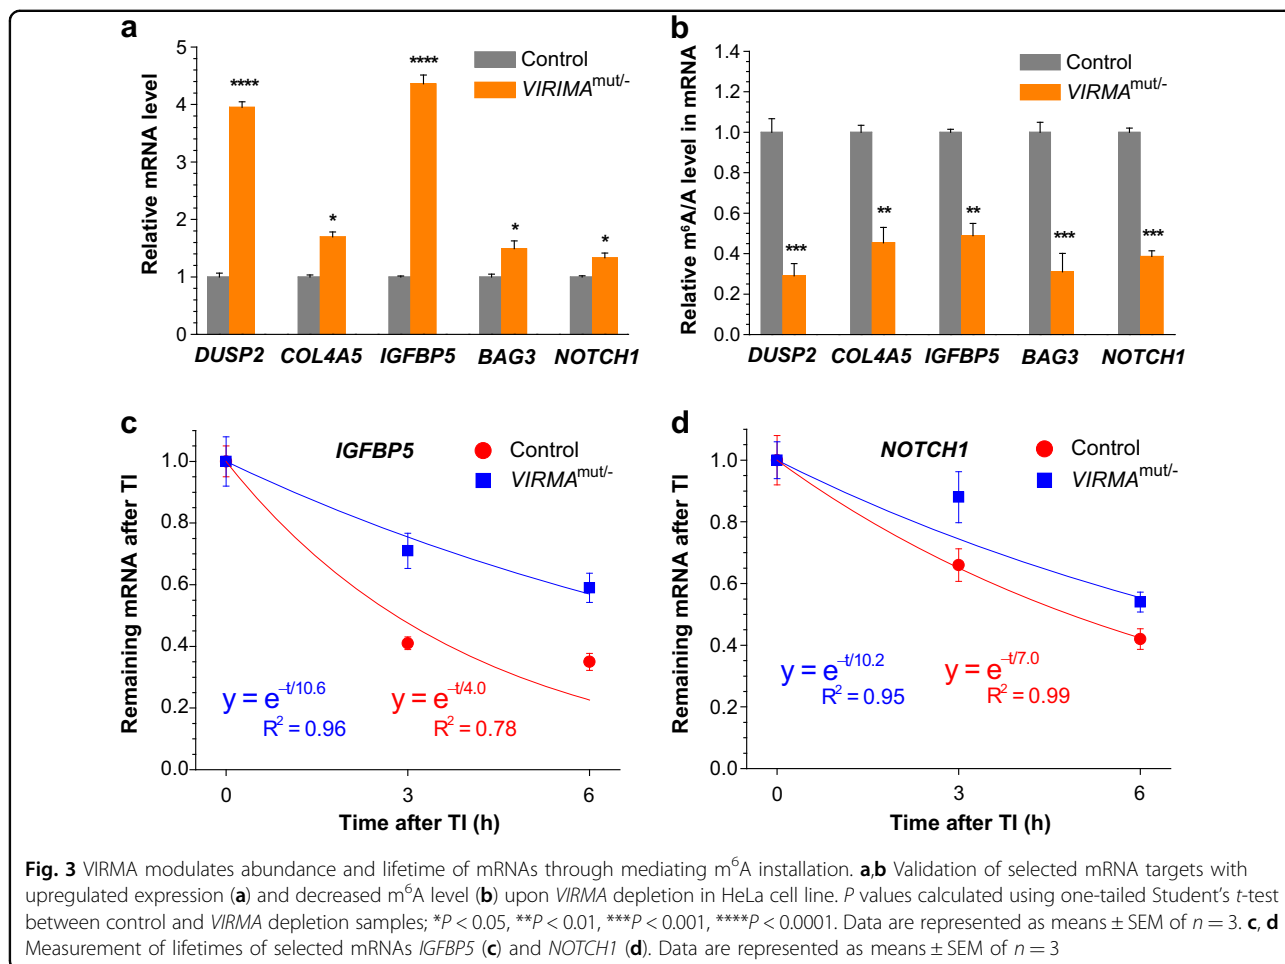 a
Relative mRNA level
5
4
3
2
1
0
Control
VIRIMA^mut/-
****
*
****
*
*
DUSP2 COL4A5 IGFBP5 BAG3 NOTCH1
b
Relative m⁶A/A level in mRNA
1.4
1.2
1.0
0.8
0.6
0.4
0.2
0.0
Control
VIRMA^mut/-
***
**
**
***
***
DUSP2 COL4A5 IGFBP5 BAG3 NOTCH1
c
Remaining mRNA after TI
1.0
0.8
0.6
0.4
0.2
0.0
IGFBP5
Control
VIRMA^mut/-
y = e^–t/10.6
R² = 0.96
y = e^–t/4.0
R² = 0.78
0 3 6
Time after TI (h)
d
Remaining mRNA after TI
1.0
0.8
0.6
0.4
0.2
0.0
NOTCH1
Control
VIRMA^mut/-
y = e^–t/10.2
R² = 0.95
y = e^–t/7.0
R² = 0.99
0 3 6
Time after TI (h)
Fig. 3 VIRMA modulates abundance and lifetime of mRNAs through mediating m⁶A installation. a,b Validation of selected mRNA targets with
upregulated expression (a) and decreased m⁶A level (b) upon VIRMA depletion in HeLa cell line. P values calculated using one-tailed Student's t-test
between control and VIRMA depletion samples; *P < 0.05, **P < 0.01, ***P < 0.001, ****P < 0.0001. Data are represented as means ± SEM of n = 3. c, d
Measurement of lifetimes of selected mRNAs IGFBP5 (c) and NOTCH1 (d). Data are represented as means ± SEM of n = 3